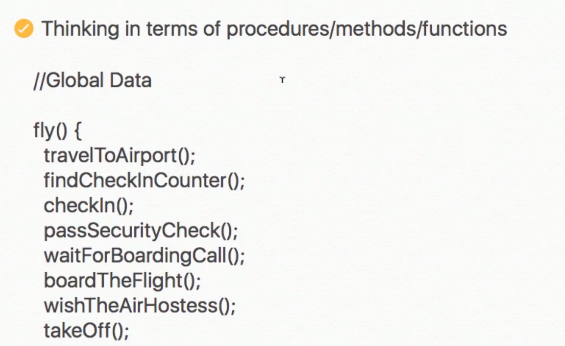 Thinking in terms of procedures/methods/functions
//Global Data
fly() {
travelToAirport();
findCheckInCounter();
checkIn();
passSecurityCheck();
waitForBoardingCall();
boardTheFlight();
wishTheAirHostess();
takeOff();